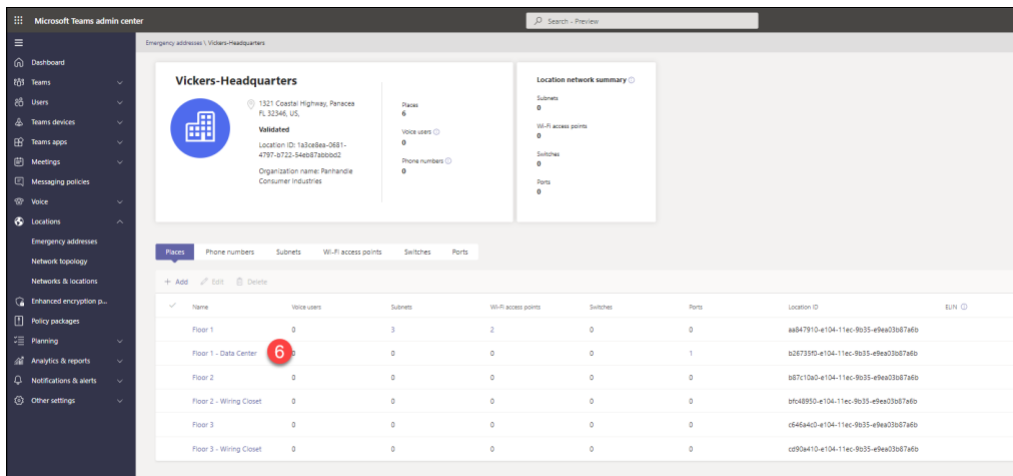 Microsoft Teams admin center
Search - Preview
Emergency addresses \ Vickers-Headquarters
Dashboard
Teams
Users
Teams devices
Teams apps
Meetings
Messaging policies
Voice
Locations
Emergency addresses
Network topology
Networks & locations
Enhanced encryption p...
Policy packages
Planning
Analytics & reports
Notifications & alerts
Other settings
Vickers-Headquarters
1321 Coastal Highway, Panacea
FL 32346, US,
Validated
Location ID: 1a3ce8ea-0681-
4797-b722-54eb87abbbd2
Organization name: Panhandle
Consumer Industries
Places
6
Voice users
0
Phone numbers
0
Location network summary
Subnets
0
Wi-Fi access points
0
Switches
0
Ports
0
Places Phone numbers Subnets Wi-Fi access points Switches Ports
+ Add Edit Delete
Name Voice users Subnets Wi-Fi access points Switches Ports Location ID ELIN
Floor 1 0 3 2 0 0 aa847910-e104-11ec-9b35-e9ea03b87a6b
Floor 1 - Data Center 6 0 0 0 0 1 b26735f0-e104-11ec-9b35-e9ea03b87a6b
Floor 2 0 0 0 0 0 b87c10a0-e104-11ec-9b35-e9ea03b87a6b
Floor 2 - Wiring Closet 0 0 0 0 0 bfc48950-e104-11ec-9b35-e9ea03b87a6b
Floor 3 0 0 0 0 0 c646a4c0-e104-11ec-9b35-e9ea03b87a6b
Floor 3 - Wiring Closet 0 0 0 0 0 cd90a410-e104-11ec-9b35-e9ea03b87a6b